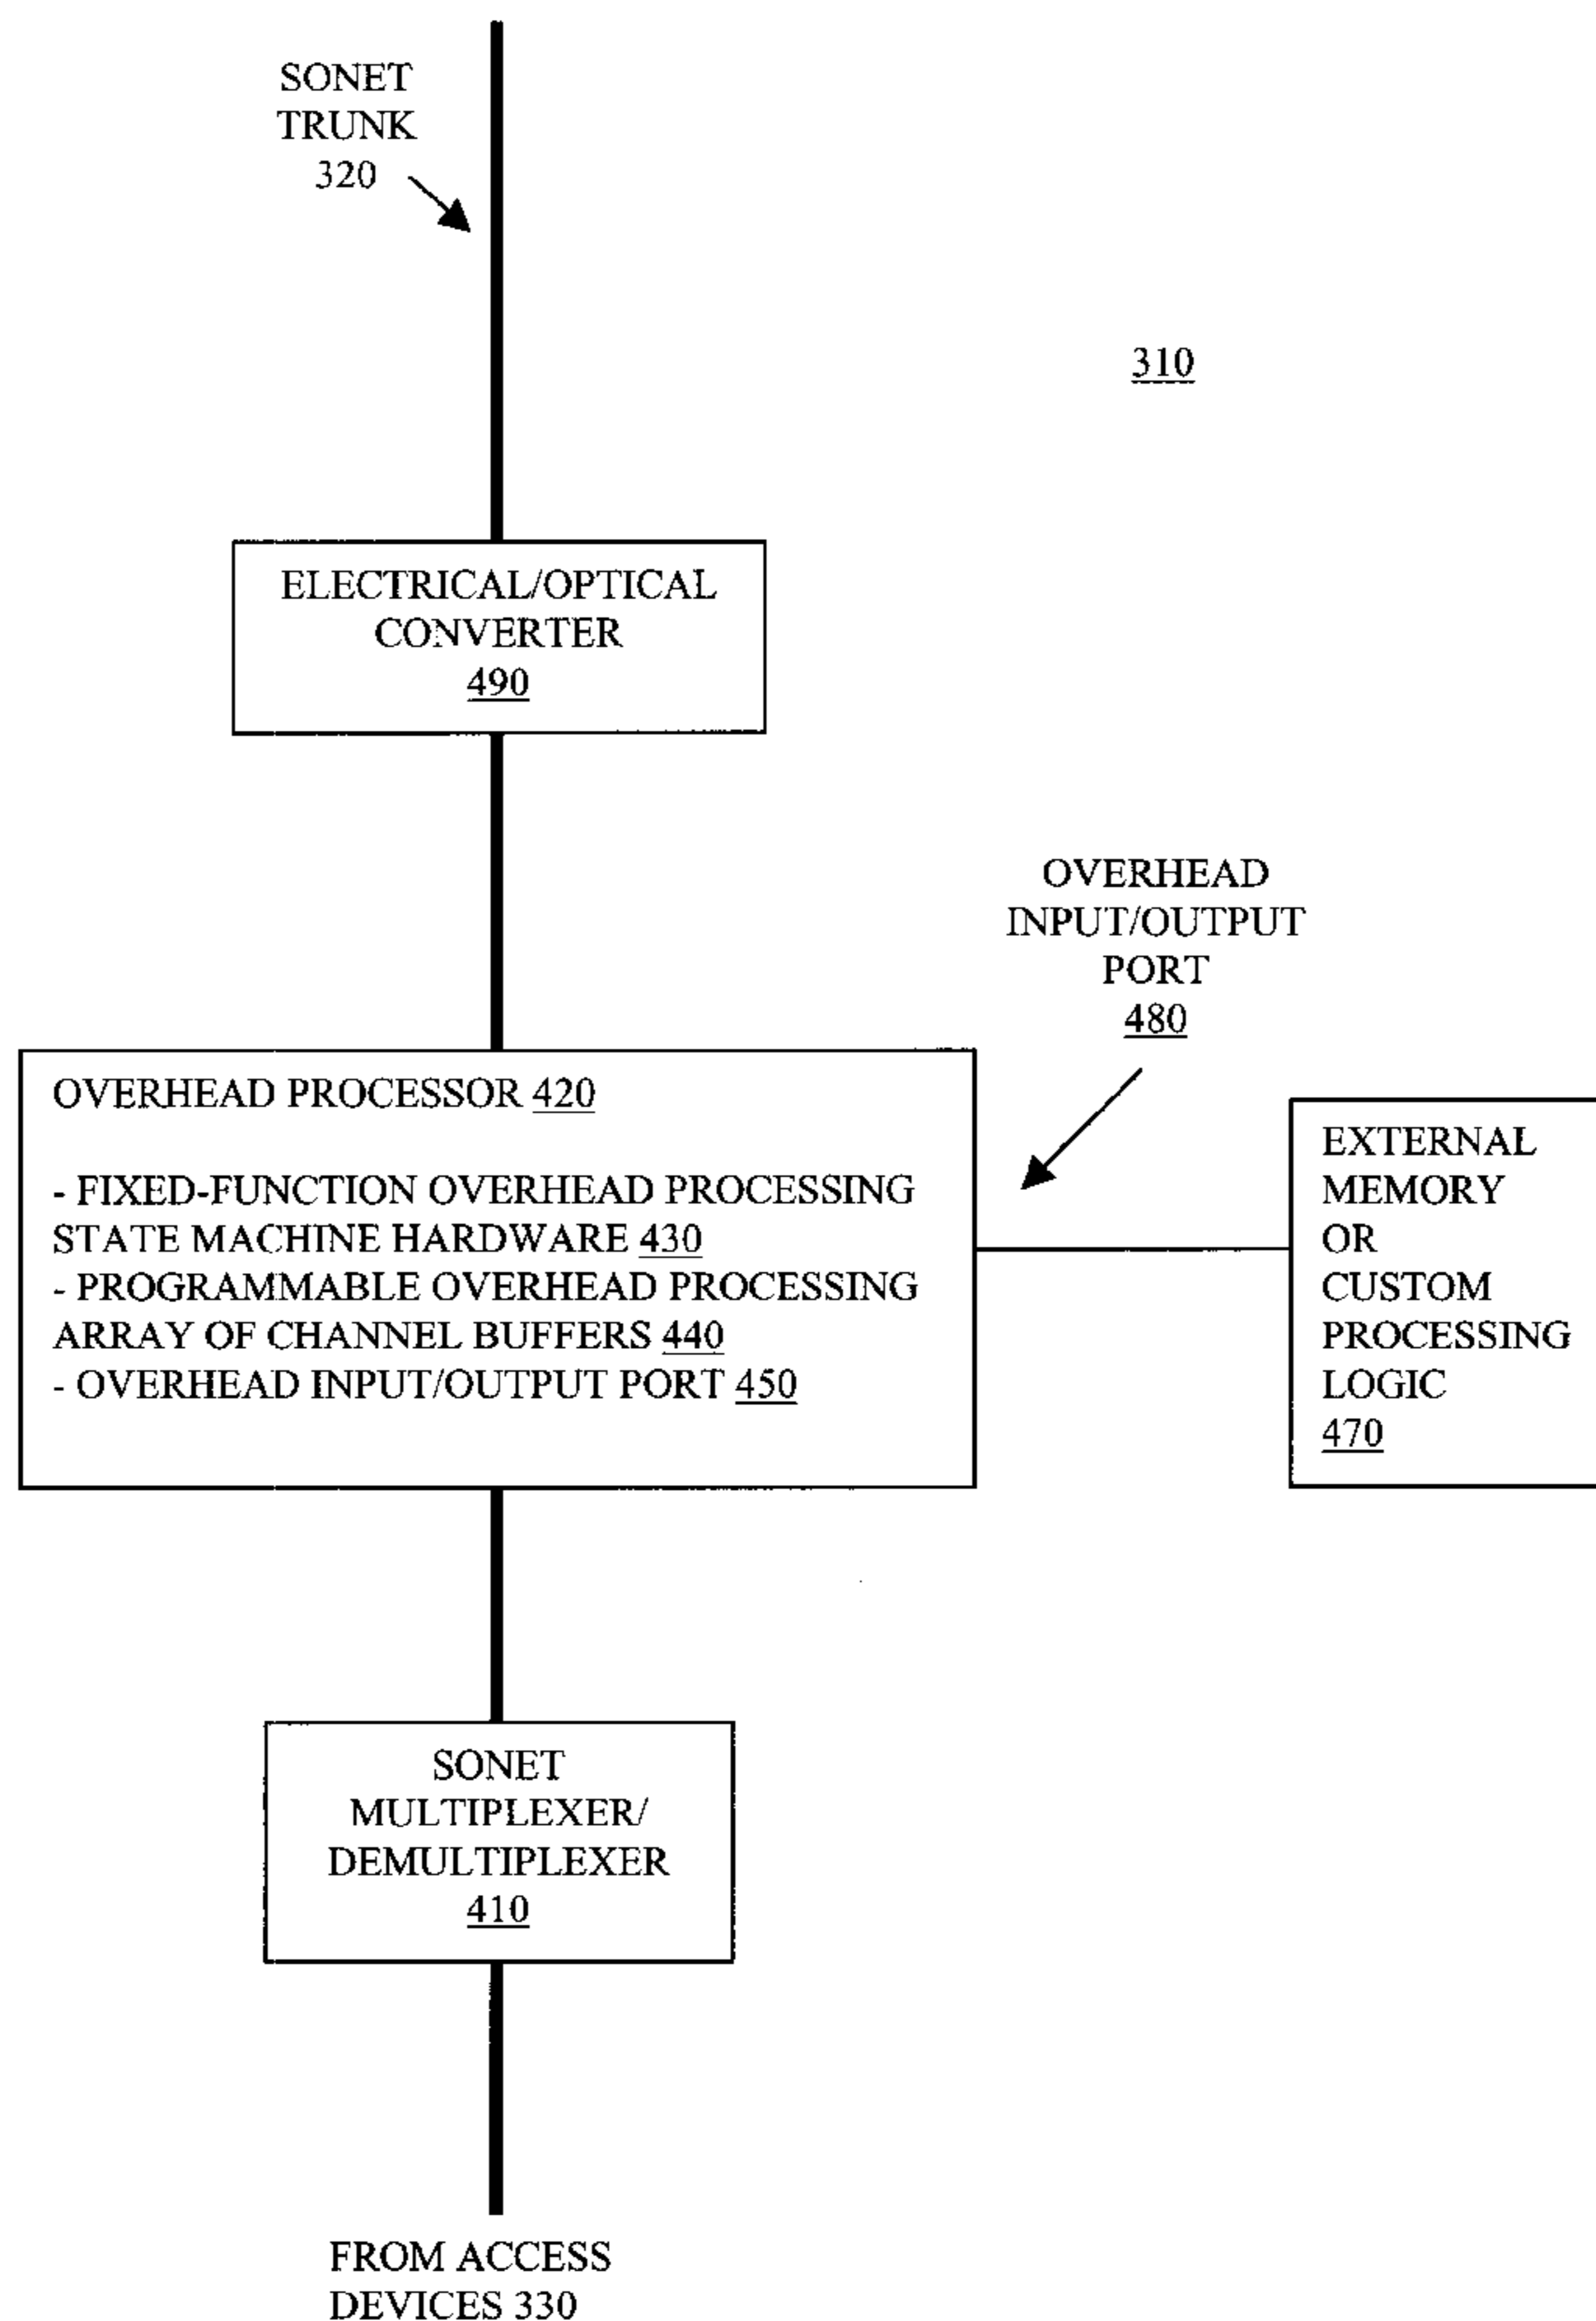 SONET
TRUNK
320
310
ELECTRICAL/OPTICAL
CONVERTER
490
OVERHEAD
INPUT/OUTPUT
PORT
480
OVERHEAD PROCESSOR 420
- FIXED-FUNCTION OVERHEAD PROCESSING
STATE MACHINE HARDWARE 430
- PROGRAMMABLE OVERHEAD PROCESSING
ARRAY OF CHANNEL BUFFERS 440
- OVERHEAD INPUT/OUTPUT PORT 450
EXTERNAL
MEMORY
OR
CUSTOM
PROCESSING
LOGIC
470
SONET
MULTIPLEXER/
DEMULTIPLEXER
410
FROM ACCESS
DEVICES 330